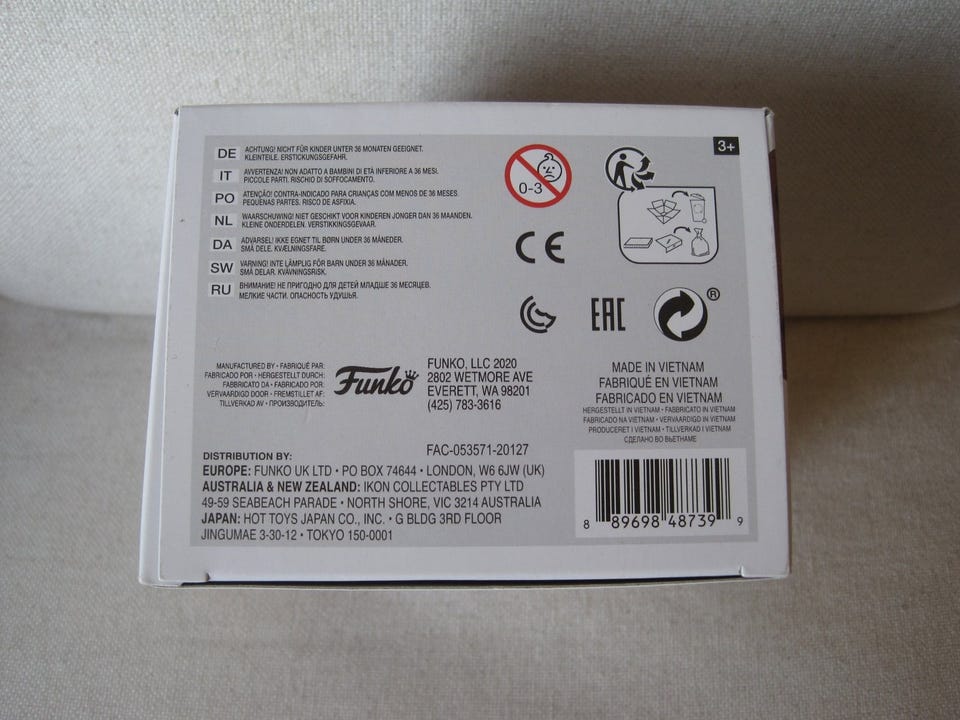 DE ACHTUNG! NICHT FÜR KINDER UNTER 36 MONATEN GEEIGNET.
KLEINTEILE. ERSTICKUNGSGEFAHR.
IT AVVERTENZA! NON ADATTO A BAMBINI DI ETÀ INFERIORE A 36 MESI.
PICCOLE PARTI. RISCHIO DI SOFFOCAMENTO.
PO ATENÇÃO! CONTRA-INDICADO PARA CRIANÇAS COM MENOS DE 36 MESES.
PEQUENAS PARTES. RISCO DE ASFIXIA.
NL WAARSCHUWING! NIET GESCHIKT VOOR KINDEREN JONGER DAN 36 MAANDEN.
KLEINE ONDERDELEN. VERSTIKKINGSGEVAAR.
DA ADVARSEL! IKKE EGNET TIL BØRN UNDER 36 MÅNEDER.
SMÅ DELE. KVÆLNINGSFARE.
SW VARNING! INTE LÄMPLIG FÖR BARN UNDER 36 MÅNADER.
SMÅ DELAR. KVÄVNINGSRISK.
RU ВНИМАНИЕ! НЕ ПРИГОДНО ДЛЯ ДЕТЕЙ МЛАДШЕ 36 МЕСЯЦЕВ.
МЕЛКИЕ ЧАСТИ. ОПАСНОСТЬ УДУШЬЯ.
0-3
3+
CE
EAC
®
MANUFACTURED BY • FABRIQUÉ PAR:
FABRICADO POR • HERGESTELLT DURCH:
FABBRICATO DA • FABRICADO POR:
VERVAARDIGD DOOR • FREMSTILLET AF:
TILLVERKAD AV • ПРОИЗВОДИТЕЛЬ:
Funko
FUNKO, LLC 2020
2802 WETMORE AVE
EVERETT, WA 98201
(425) 783-3616
MADE IN VIETNAM
FABRIQUÉ EN VIETNAM
FABRICADO EN VIETNAM
HERGESTELLT IN VIETNAM • FABBRICATO IN VIETNAM
FABRICADO NA VIETNAM • VERVAARDIGD IN VIETNAM
PRODUCERET I VIETNAM • TILLVERKAD I VIETNAM
СДЕЛАНО ВО ВЬЕТНАМЕ
FAC-053571-20127
DISTRIBUTION BY:
EUROPE: FUNKO UK LTD • PO BOX 74644 • LONDON, W6 6JW (UK)
AUSTRALIA & NEW ZEALAND: IKON COLLECTABLES PTY LTD
49-59 SEABEACH PARADE • NORTH SHORE, VIC 3214 AUSTRALIA
JAPAN: HOT TOYS JAPAN CO., INC. • G BLDG 3RD FLOOR
JINGUMAE 3-30-12 • TOKYO 150-0001
8 89698 48739 9